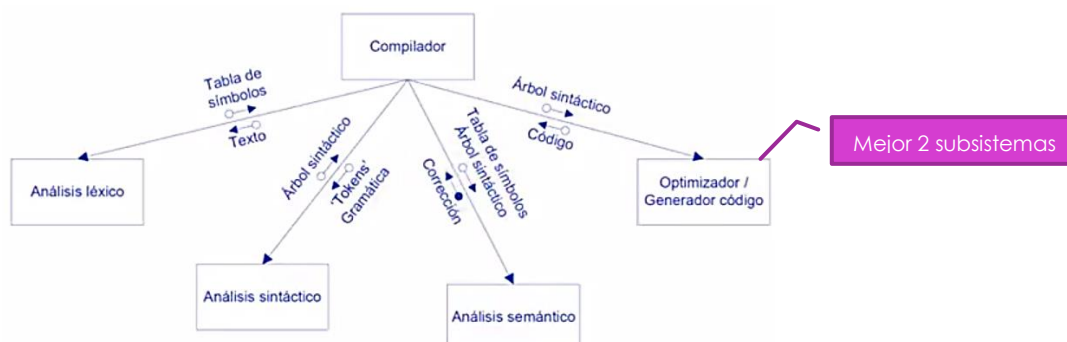 Compilador
Tabla de
símbolos
Texto
Árbol sintáctico
'Tokens'
Gramática
Tabla de símbolos
Árbol sintáctico
Corrección
Árbol sintáctico
Código
Mejor 2 subsistemas
Análisis léxico
Optimizador /
Generador código
Análisis sintáctico
Análisis semántico